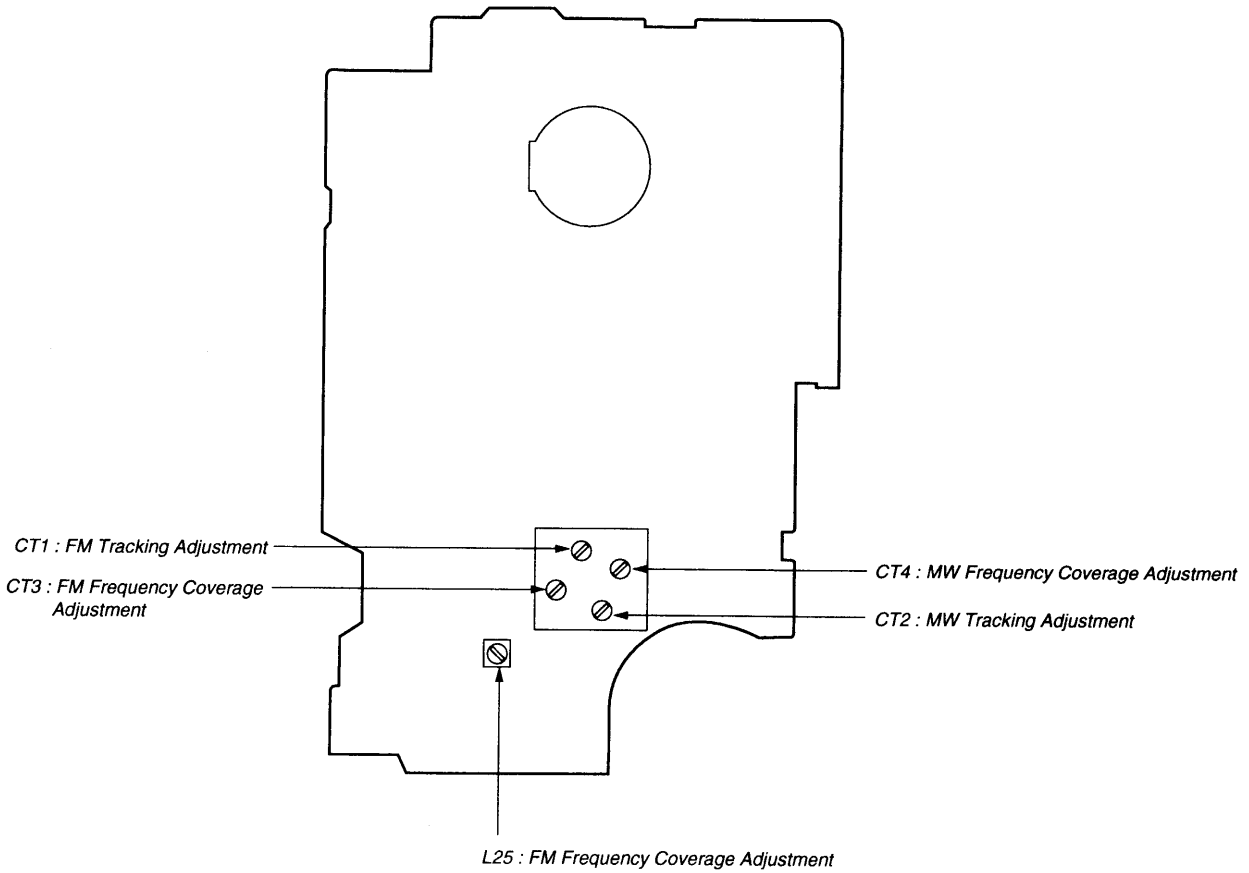 CT1 : FM Tracking Adjustment
CT3 : FM Frequency Coverage
Adjustment
CT4 : MW Frequency Coverage Adjustment
CT2 : MW Tracking Adjustment
L25 : FM Frequency Coverage Adjustment